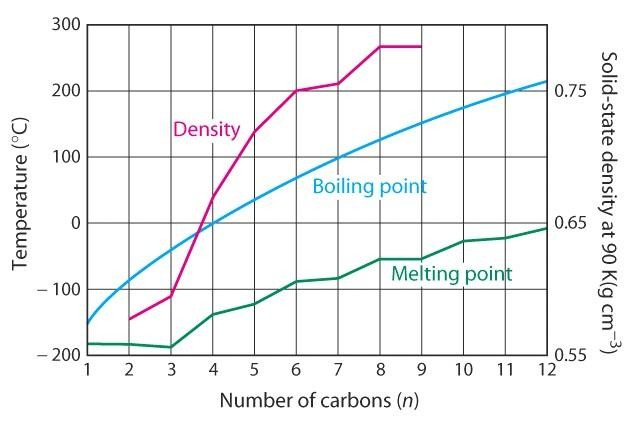 300
200
100
0
– 100
– 200
Temperature (°C)
Density
Boiling point
Melting point
0.75
0.65
0.55
Solid-state density at 90 K(g cm⁻³)
1 2 3 4 5 6 7 8 9 10 11 12
Number of carbons (n)